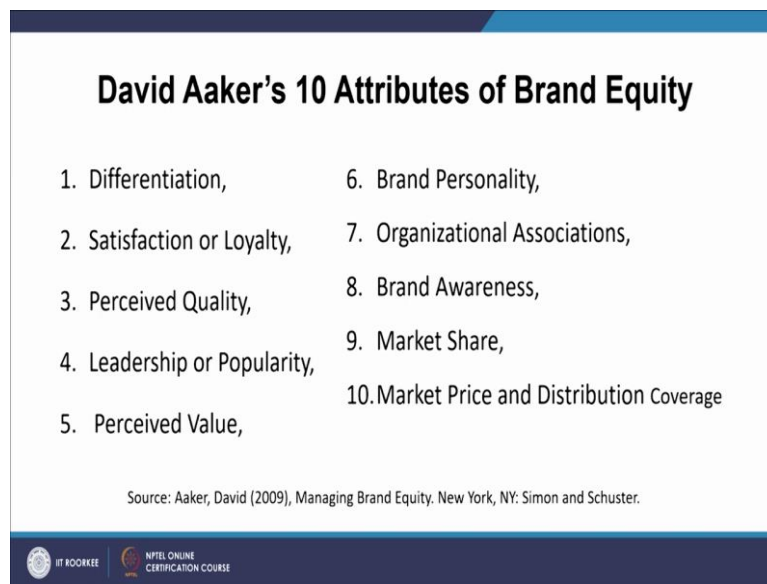 David Aaker's 10 Attributes of Brand Equity
1. Differentiation,
2. Satisfaction or Loyalty,
3. Perceived Quality,
4. Leadership or Popularity,
5. Perceived Value,
6. Brand Personality,
7. Organizational Associations,
8. Brand Awareness,
9. Market Share,
10. Market Price and Distribution Coverage
Source: Aaker, David (2009), Managing Brand Equity. New York, NY: Simon and Schuster.
IIT ROORKEE
NPTEL ONLINE
CERTIFICATION COURSE